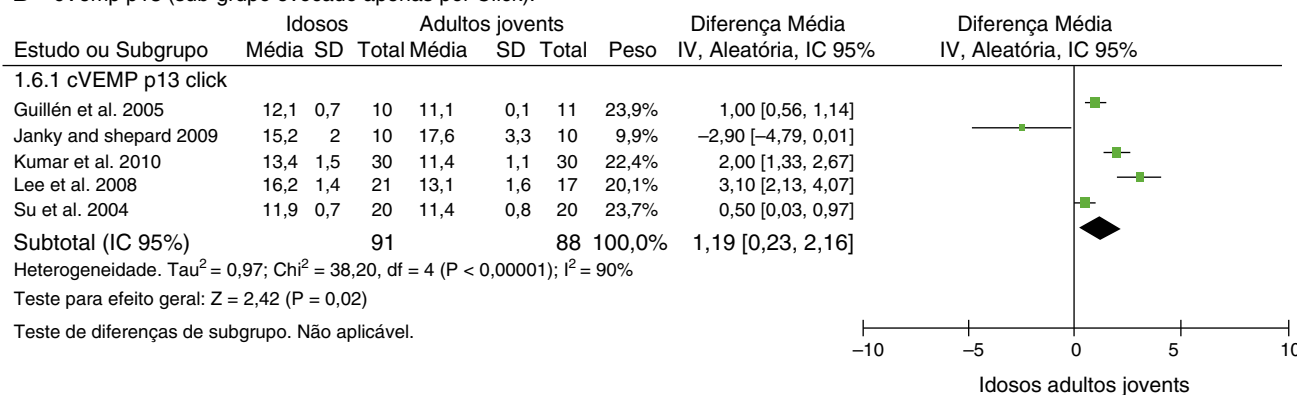 B – cVEMP p13 (sub-grupo evocado apenas por Click).
Idosos Adultos jovents Diferença Média Diferença Média
Estudo ou Subgrupo Média SD Total Média SD Total Peso IV, Aleatória, IC 95% IV, Aleatória, IC 95%
1.6.1 cVEMP p13 click
Guillén et al. 2005 12,1 0,7 10 11,1 0,1 11 23,9% 1,00 [0,56, 1,14]
Janky and shepard 2009 15,2 2 10 17,6 3,3 10 9,9% –2,90 [–4,79, 0,01]
Kumar et al. 2010 13,4 1,5 30 11,4 1,1 30 22,4% 2,00 [1,33, 2,67]
Lee et al. 2008 16,2 1,4 21 13,1 1,6 17 20,1% 3,10 [2,13, 4,07]
Su et al. 2004 11,9 0,7 20 11,4 0,8 20 23,7% 0,50 [0,03, 0,97]
Subtotal (IC 95%) 91 88 100,0% 1,19 [0,23, 2,16]
Heterogeneidade. Tau² = 0,97; Chi² = 38,20, df = 4 (P < 0,00001); I² = 90%
Teste para efeito geral: Z = 2,42 (P = 0,02)
Teste de diferenças de subgrupo. Não aplicável.
–10 –5 0 5 10
Idosos adultos jovents